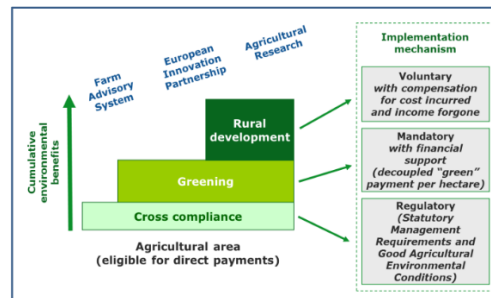 Farm
Advisory
System
European
Innovation
Partnership
Agricultural
Research
Cumulative
environmental
benefits
Rural
development
Greening
Cross compliance
Agricultural area
(eligible for direct payments)
Implementation
mechanism
Voluntary
with compensation
for cost incurred
and income forgone
Mandatory
with financial
support
(decoupled “green”
payment per hectare)
Regulatory
(Statutory
Management
Requirements and
Good Agricultural
Environmental
Conditions)